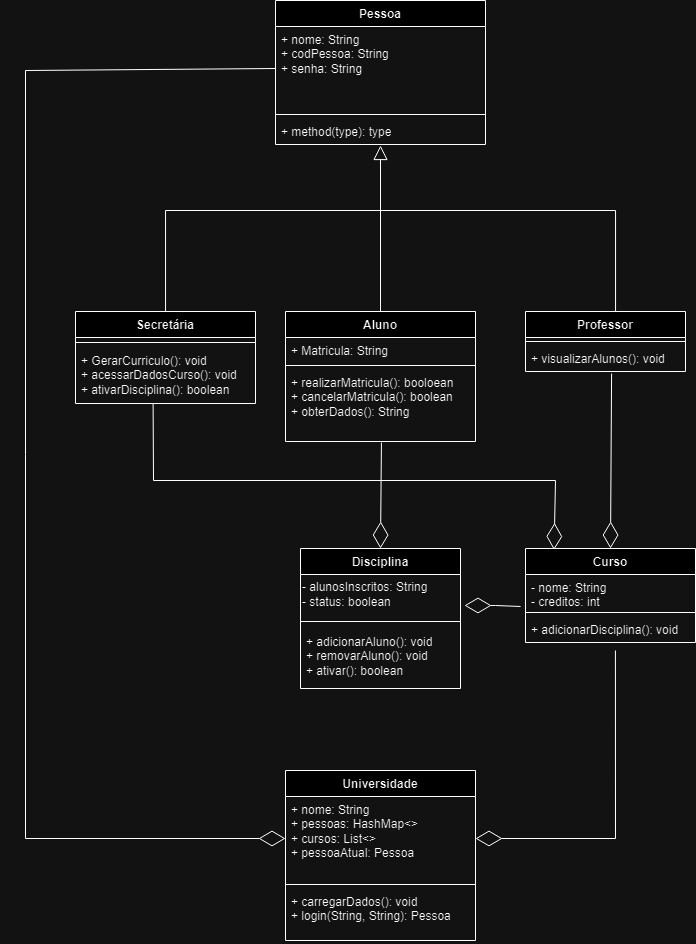 Pessoa
+ nome: String
+ codPessoa: String
+ senha: String
+ method(type): type
Secretária
+ GerarCurriculo(): void
+ acessarDadosCurso(): void
+ ativarDisciplina(): boolean
Aluno
+ Matricula: String
+ realizarMatricula(): booloean
+ cancelarMatricula(): boolean
+ obterDados(): String
Professor
+ visualizarAlunos(): void
Disciplina
- alunosInscritos: String
- status: boolean
+ adicionarAluno(): void
+ removarAluno(): void
+ ativar(): boolean
Curso
- nome: String
- creditos: int
+ adicionarDisciplina(): void
Universidade
+ nome: String
+ pessoas: HashMap<>
+ cursos: List<>
+ pessoaAtual: Pessoa
+ carregarDados(): void
+ login(String, String): Pessoa